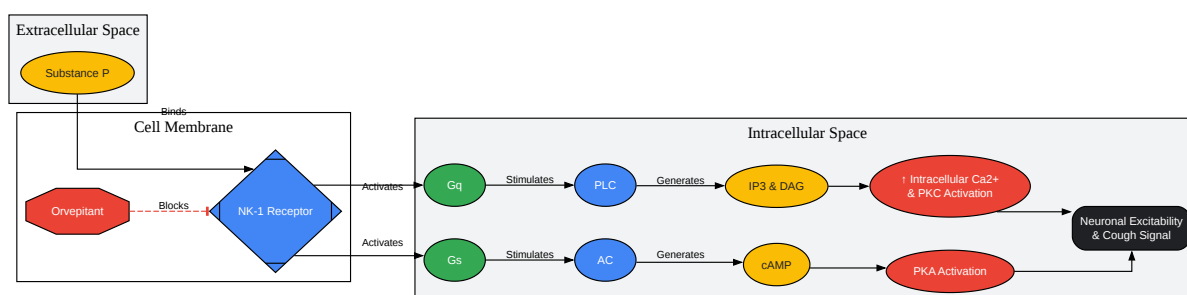 Extracellular Space
Substance P
Binds
Cell Membrane
Orvepitant
Blocks
NK-1 Receptor
Activates
Activates
Intracellular Space
Gq
Stimulates
PLC
Generates
IP3 & DAG
↑ Intracellular Ca2+
& PKC Activation
Gs
Stimulates
AC
Generates
cAMP
PKA Activation
Neuronal Excitability
& Cough Signal